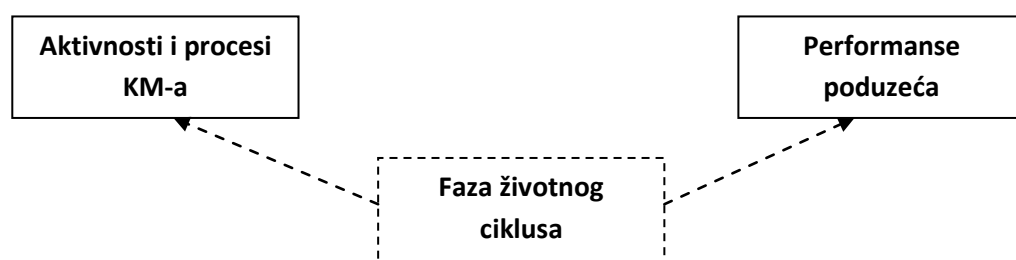 Aktivnosti i procesi
KM-a
Performanse
poduzeća
Faza životnog
ciklusa